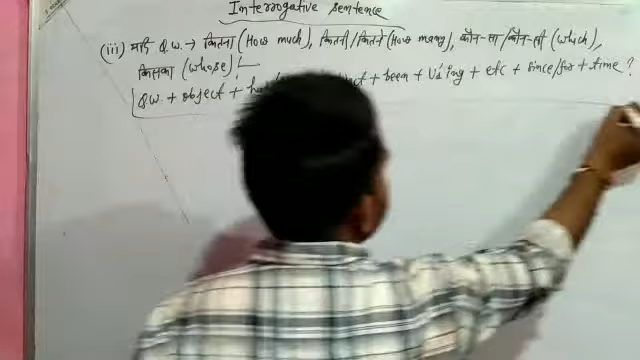 Interrogative sentence
(iii) यदि Q.W. → कितना (How much), कितनी/कितने (How many), कौन-सा/कौन-सी (which),
किसका (whose)
Q.W. + object + + been + V₁ ing + etc + since/for + time ?